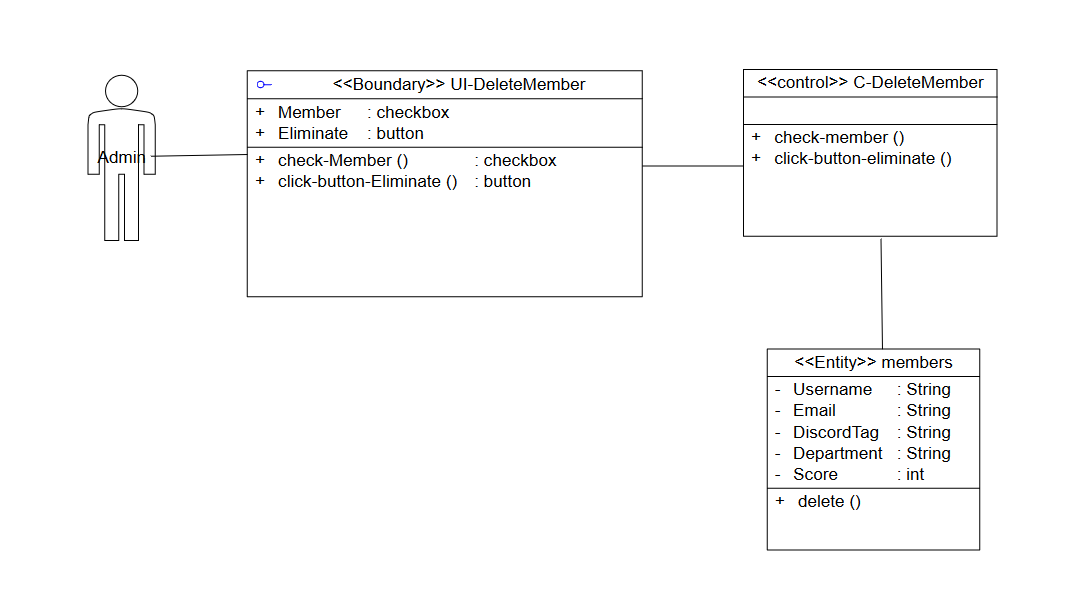 Admin
<<Boundary>> UI-DeleteMember
+ Member : checkbox
+ Eliminate : button
+ check-Member () : checkbox
+ click-button-Eliminate () : button
<<control>> C-DeleteMember
+ check-member ()
+ click-button-eliminate ()
<<Entity>> members
- Username : String
- Email : String
- DiscordTag : String
- Department : String
- Score : int
+ delete ()